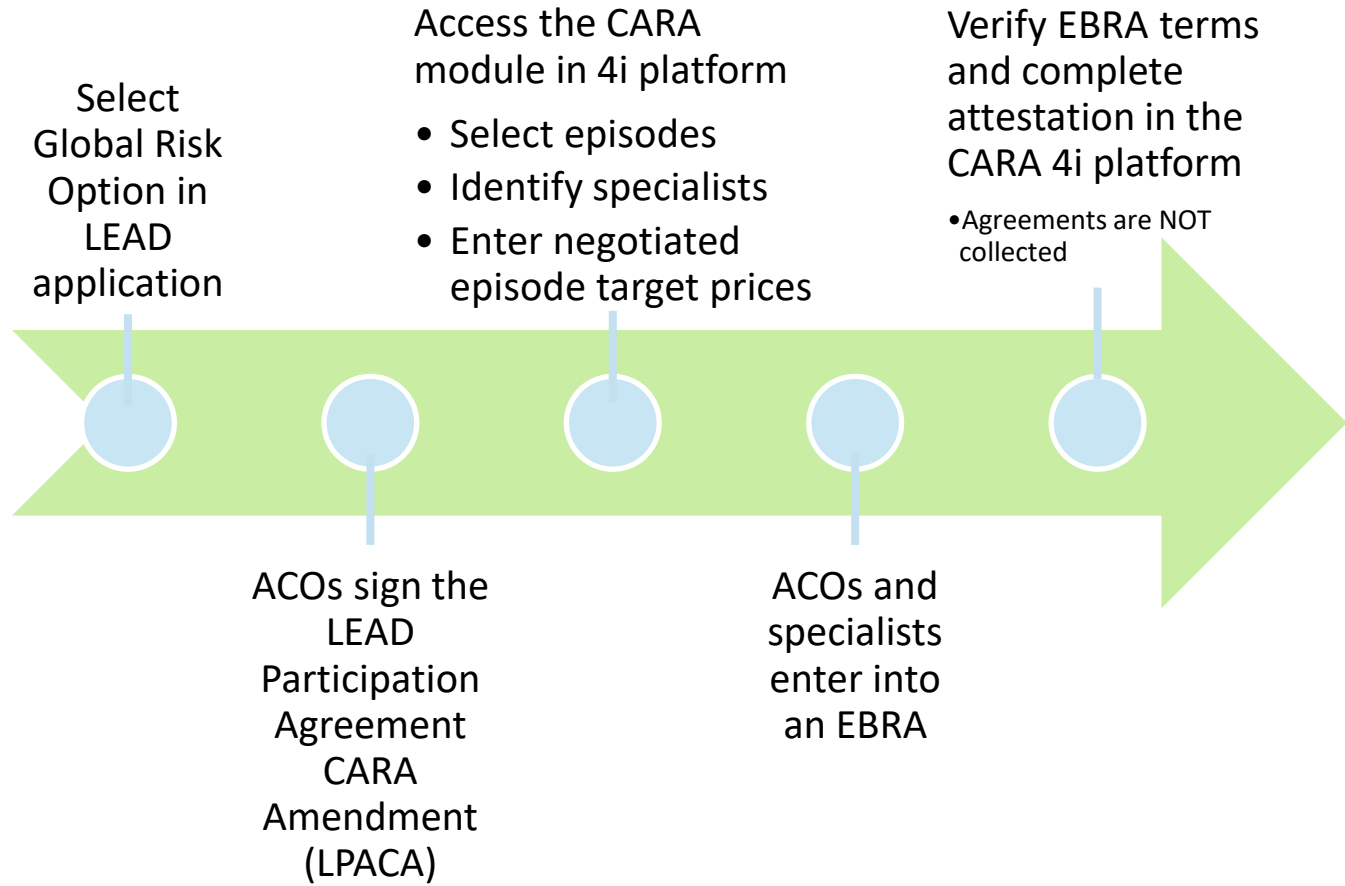 Select
Global Risk
Option in
LEAD
application
ACOs sign the
LEAD
Participation
Agreement
CARA
Amendment
(LPACA)
Access the CARA
module in 4i platform
• Select episodes
• Identify specialists
• Enter negotiated
episode target prices
ACOs and
specialists
enter into
an EBRA
Verify EBRA terms
and complete
attestation in the
CARA 4i platform
•Agreements are NOT
collected